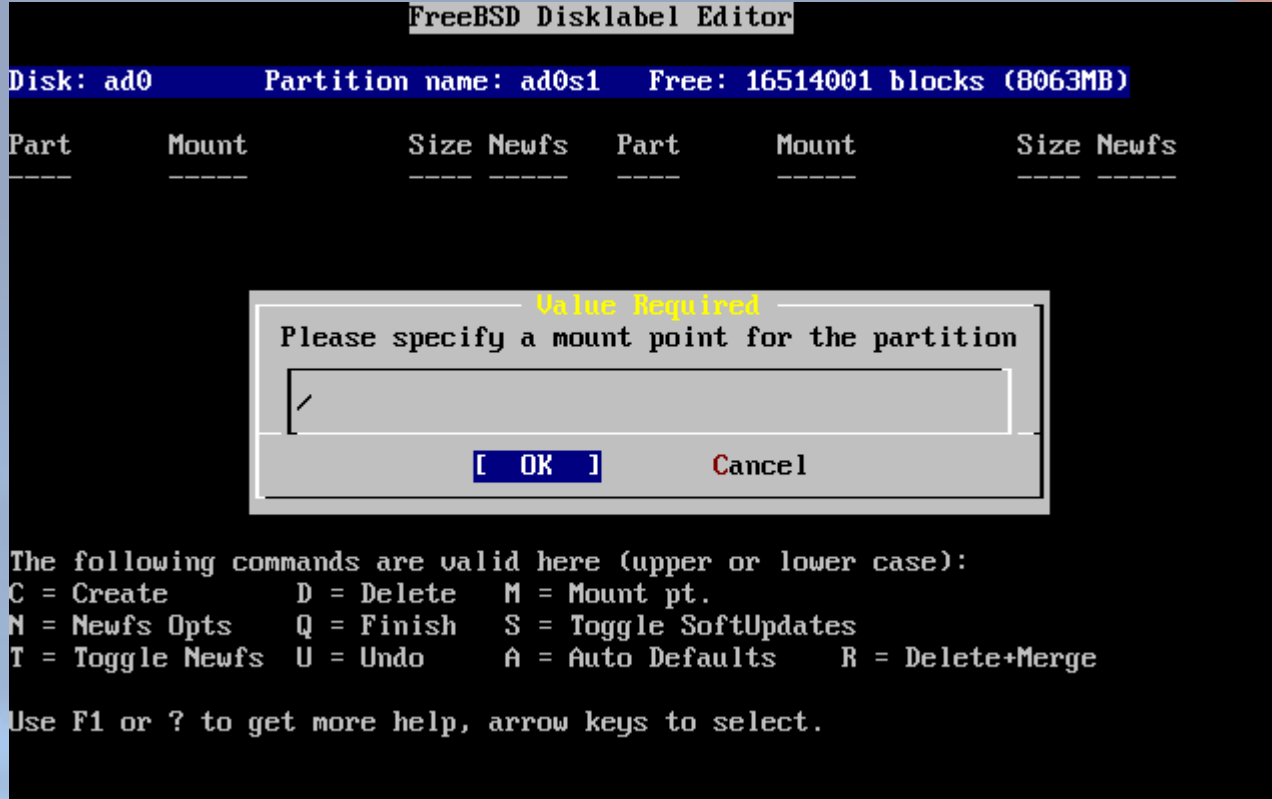 FreeBSD Disklabel Editor
Disk: ad0 Partition name: ad0s1 Free: 16514001 blocks (8063MB)
Part Mount Size Newfs Part Mount Size Newfs
---- ----- ---- ----- ---- ----- ---- -----
Value Required
Please specify a mount point for the partition
/
[ OK ] Cancel
The following commands are valid here (upper or lower case):
C = Create D = Delete M = Mount pt.
N = Newfs Opts Q = Finish S = Toggle SoftUpdates
T = Toggle Newfs U = Undo A = Auto Defaults R = Delete+Merge
Use F1 or ? to get more help, arrow keys to select.